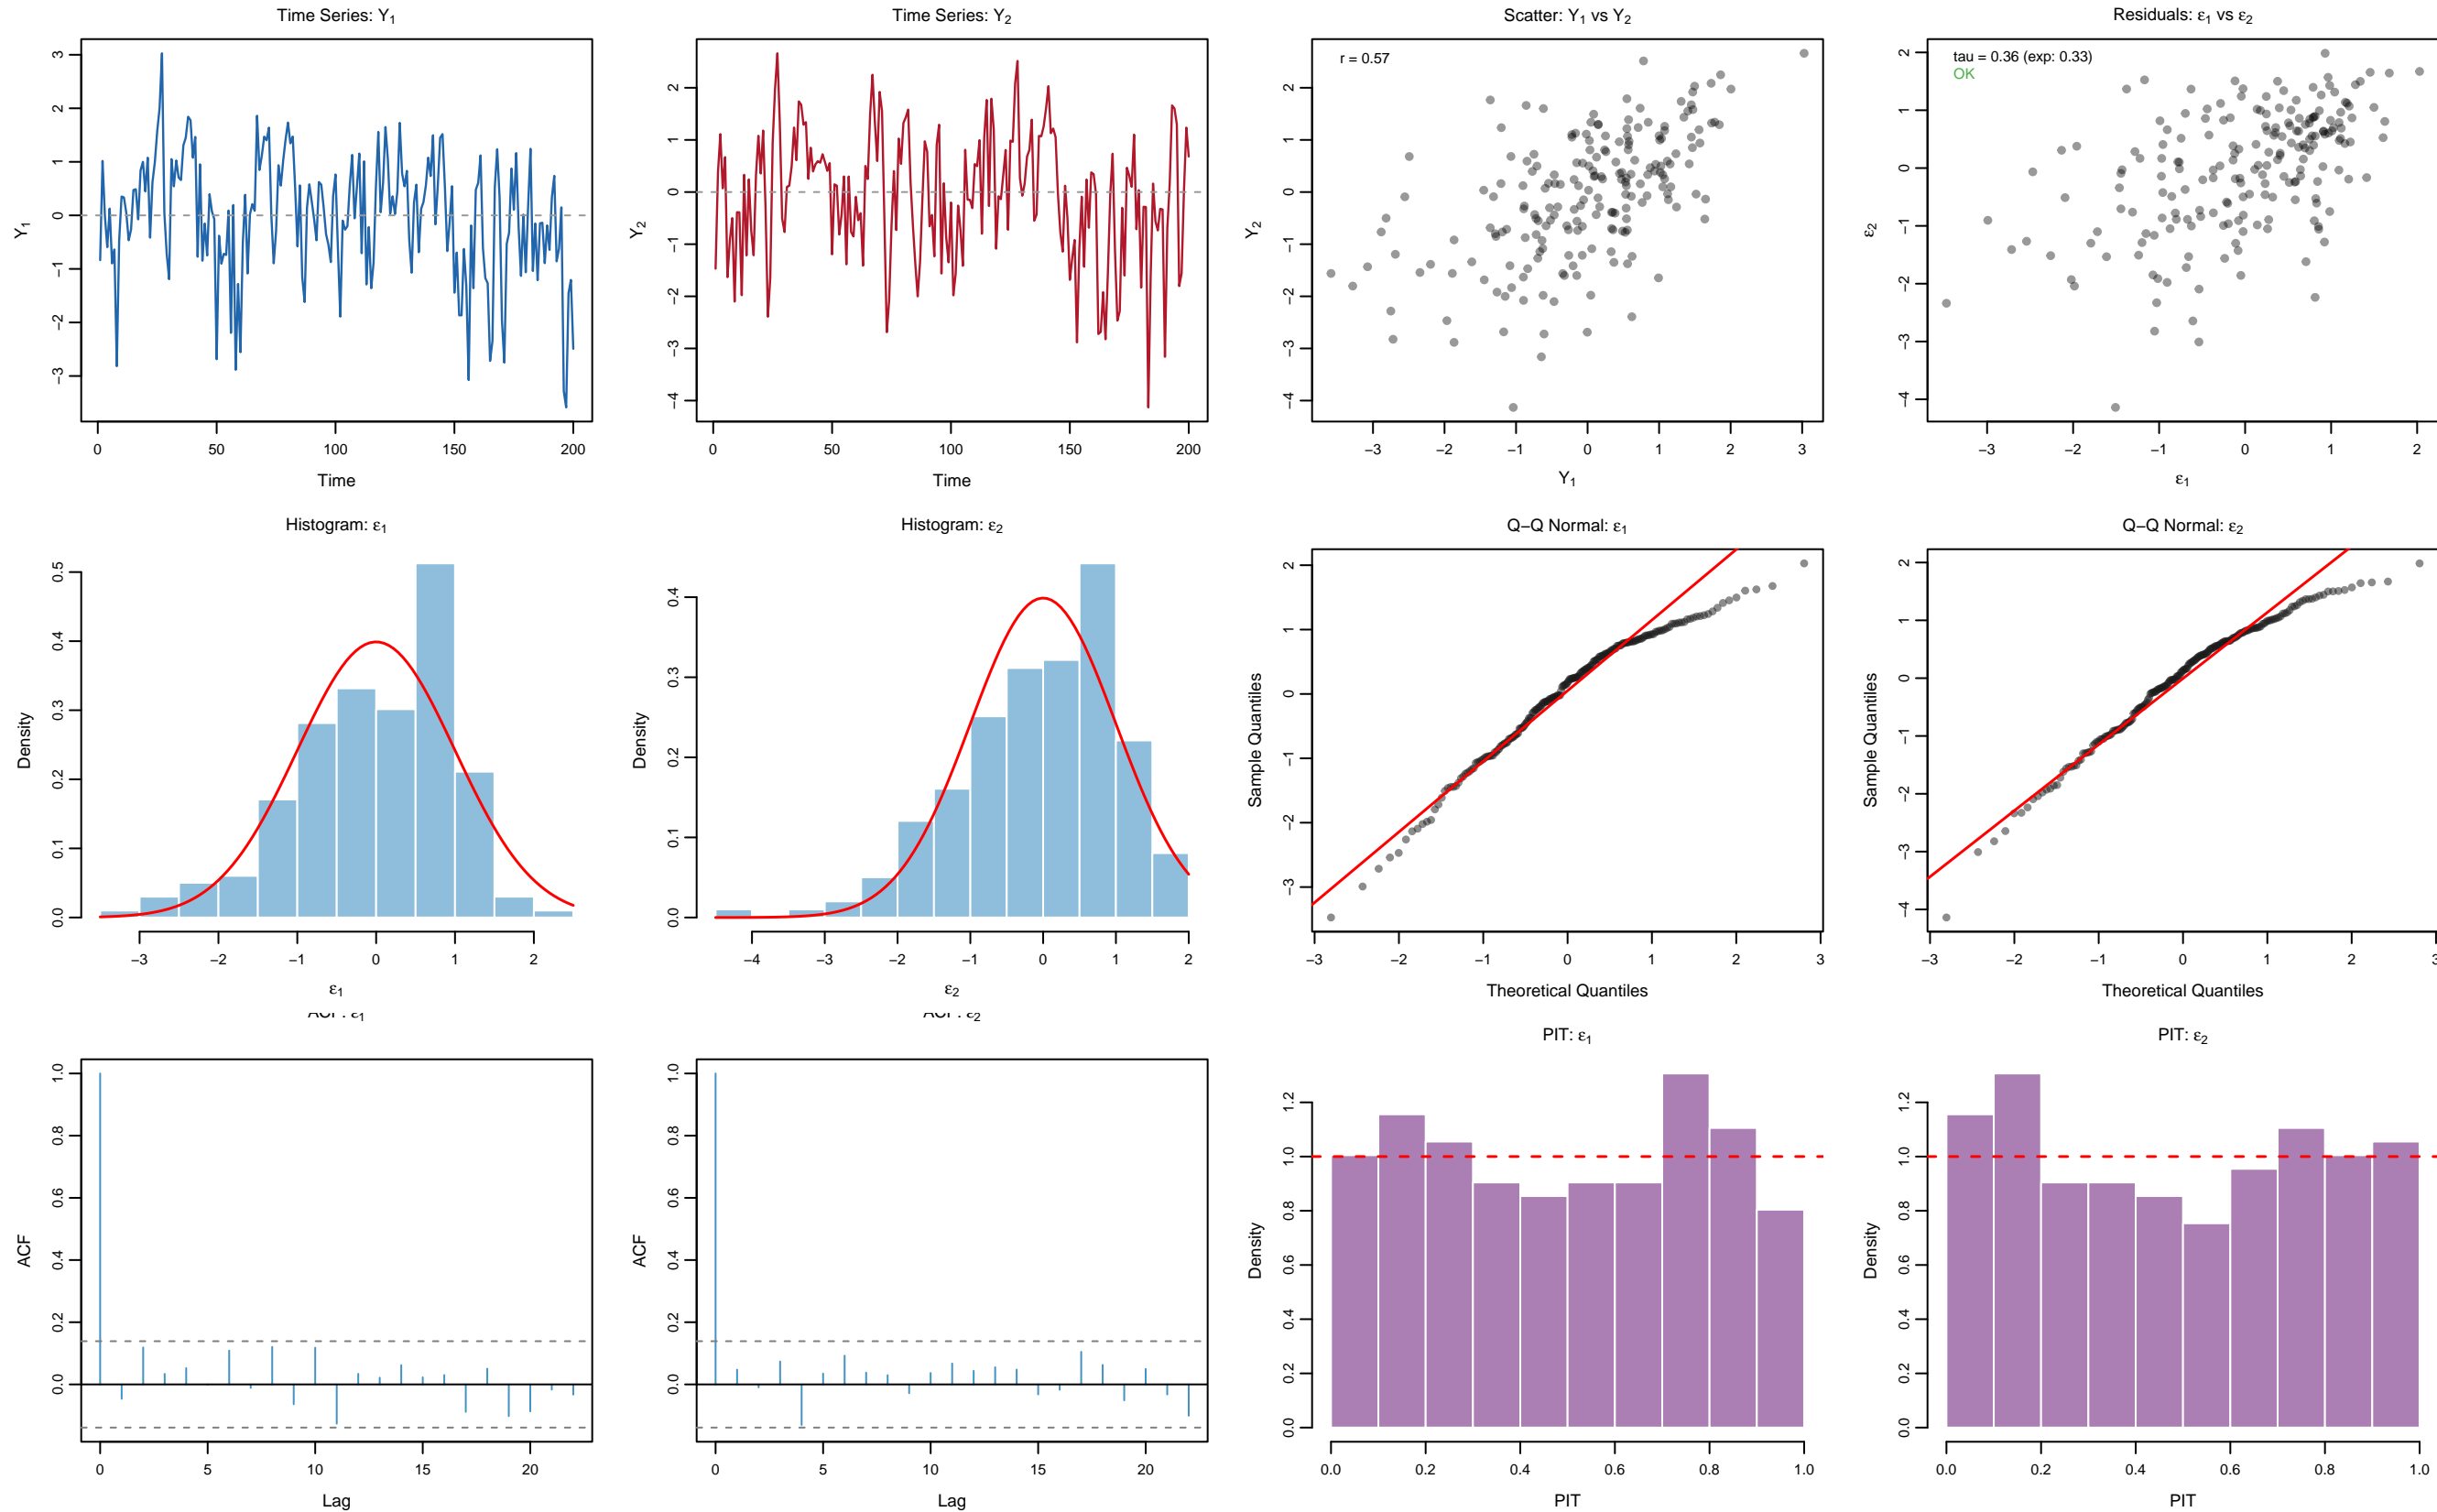 Time Series: Y₁
Y₁
3
2
1
0
−1
−2
−3
0 50 100 150 200
Time
Time Series: Y₂
Y₂
2
1
0
−1
−2
−3
−4
0 50 100 150 200
Time
Scatter: Y₁ vs Y₂
r = 0.57
Y₂
2
1
0
−1
−2
−3
−4
−3 −2 −1 0 1 2 3
Y₁
Residuals: ε₁ vs ε₂
tau = 0.36 (exp: 0.33)
OK
ε₂
2
1
0
−1
−2
−3
−4
−3 −2 −1 0 1 2
ε₁
Histogram: ε₁
Density
0.5
0.4
0.3
0.2
0.1
0.0
−3 −2 −1 0 1 2
ε₁
Histogram: ε₂
Density
0.4
0.3
0.2
0.1
0.0
−4 −3 −2 −1 0 1 2
ε₂
Q−Q Normal: ε₁
Sample Quantiles
2
1
0
−1
−2
−3
−3 −2 −1 0 1 2 3
Theoretical Quantiles
Q−Q Normal: ε₂
Sample Quantiles
2
1
0
−1
−2
−3
−4
−3 −2 −1 0 1 2 3
Theoretical Quantiles
ACF: ε₁
ACF
1.0
0.8
0.6
0.4
0.2
0.0
0 5 10 15 20
Lag
ACF: ε₂
ACF
1.0
0.8
0.6
0.4
0.2
0.0
0 5 10 15 20
Lag
PIT: ε₁
Density
1.2
1.0
0.8
0.6
0.4
0.2
0.0
0.0 0.2 0.4 0.6 0.8 1.0
PIT
PIT: ε₂
Density
1.2
1.0
0.8
0.6
0.4
0.2
0.0
0.0 0.2 0.4 0.6 0.8 1.0
PIT